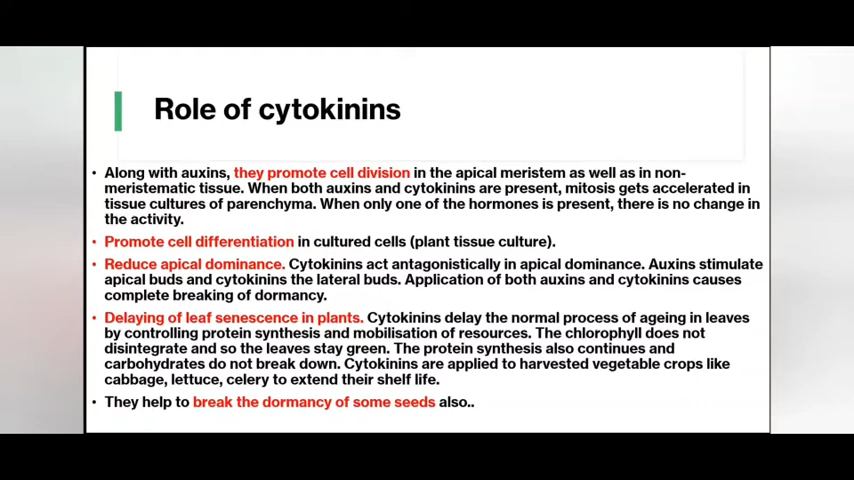 Role of cytokinins
• Along with auxins, they promote cell division in the apical meristem as well as in non-
meristematic tissue. When both auxins and cytokinins are present, mitosis gets accelerated in
tissue cultures of parenchyma. When only one of the hormones is present, there is no change in
the activity.
• Promote cell differentiation in cultured cells (plant tissue culture).
• Reduce apical dominance. Cytokinins act antagonistically in apical dominance. Auxins stimulate
apical buds and cytokinins the lateral buds. Application of both auxins and cytokinins causes
complete breaking of dormancy.
• Delaying of leaf senescence in plants. Cytokinins delay the normal process of ageing in leaves
by controlling protein synthesis and mobilisation of resources. The chlorophyll does not
disintegrate and so the leaves stay green. The protein synthesis also continues and
carbohydrates do not break down. Cytokinins are applied to harvested vegetable crops like
cabbage, lettuce, celery to extend their shelf life.
• They help to break the dormancy of some seeds also..